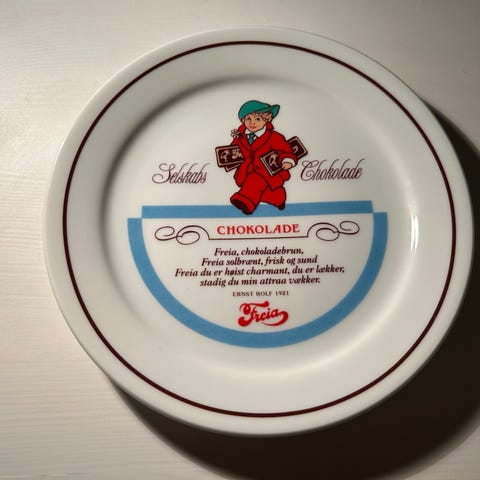 Selskabs Chokolade
CHOKOLADE
Freia, chokoladebrun,
Freia solbrænt, frisk og sund
Freia du er høist charmant, du er lækker,
stadig du min attraa vækker.
ERNST ROLF 1921
Freia